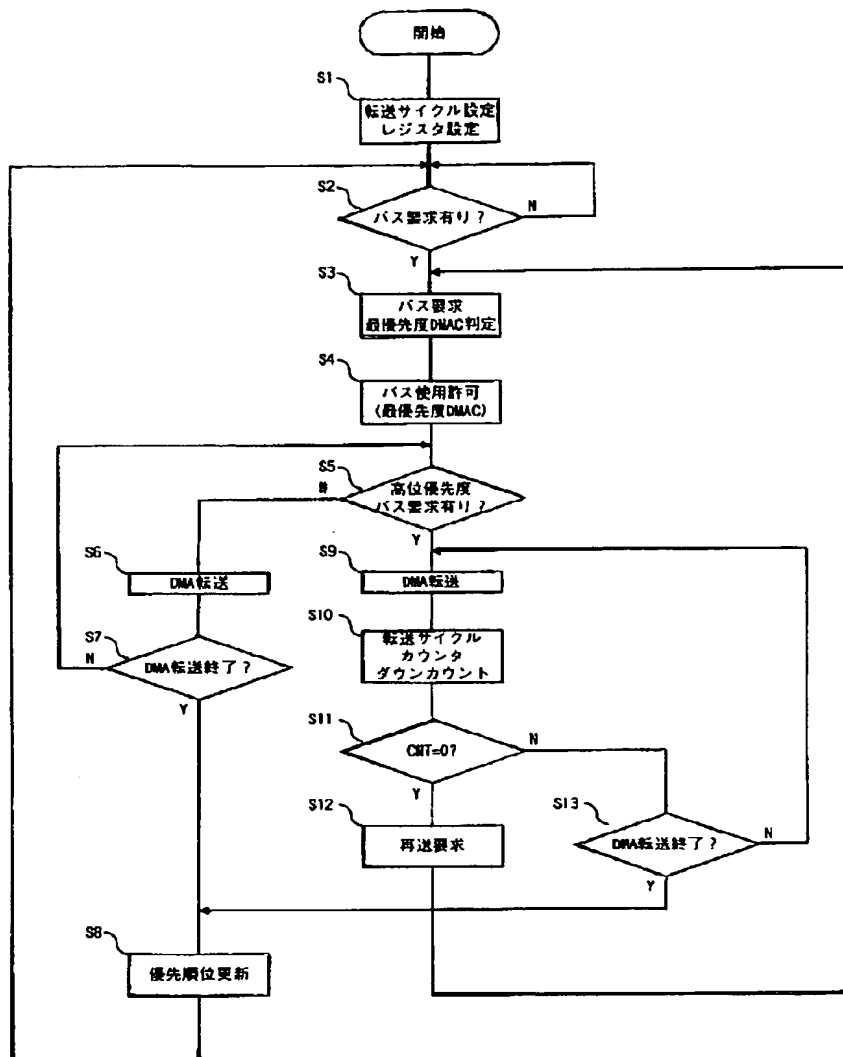 開始
S1
転送サイクル設定
レジスタ設定
S2
バス要求有り?
N
Y
S3
バス要求
最優先度DMAC判定
S4
バス使用許可
(最優先度DMAC)
S5
高位優先度
バス要求有り?
N
Y
S6
DMA転送
S7
DMA転送終了?
N
Y
S9
DMA転送
S10
転送サイクル
カウンタ
ダウンカウント
S11
CNT=0?
N
Y
S12
再送要求
S13
DMA転送終了?
N
Y
S8
優先順位更新